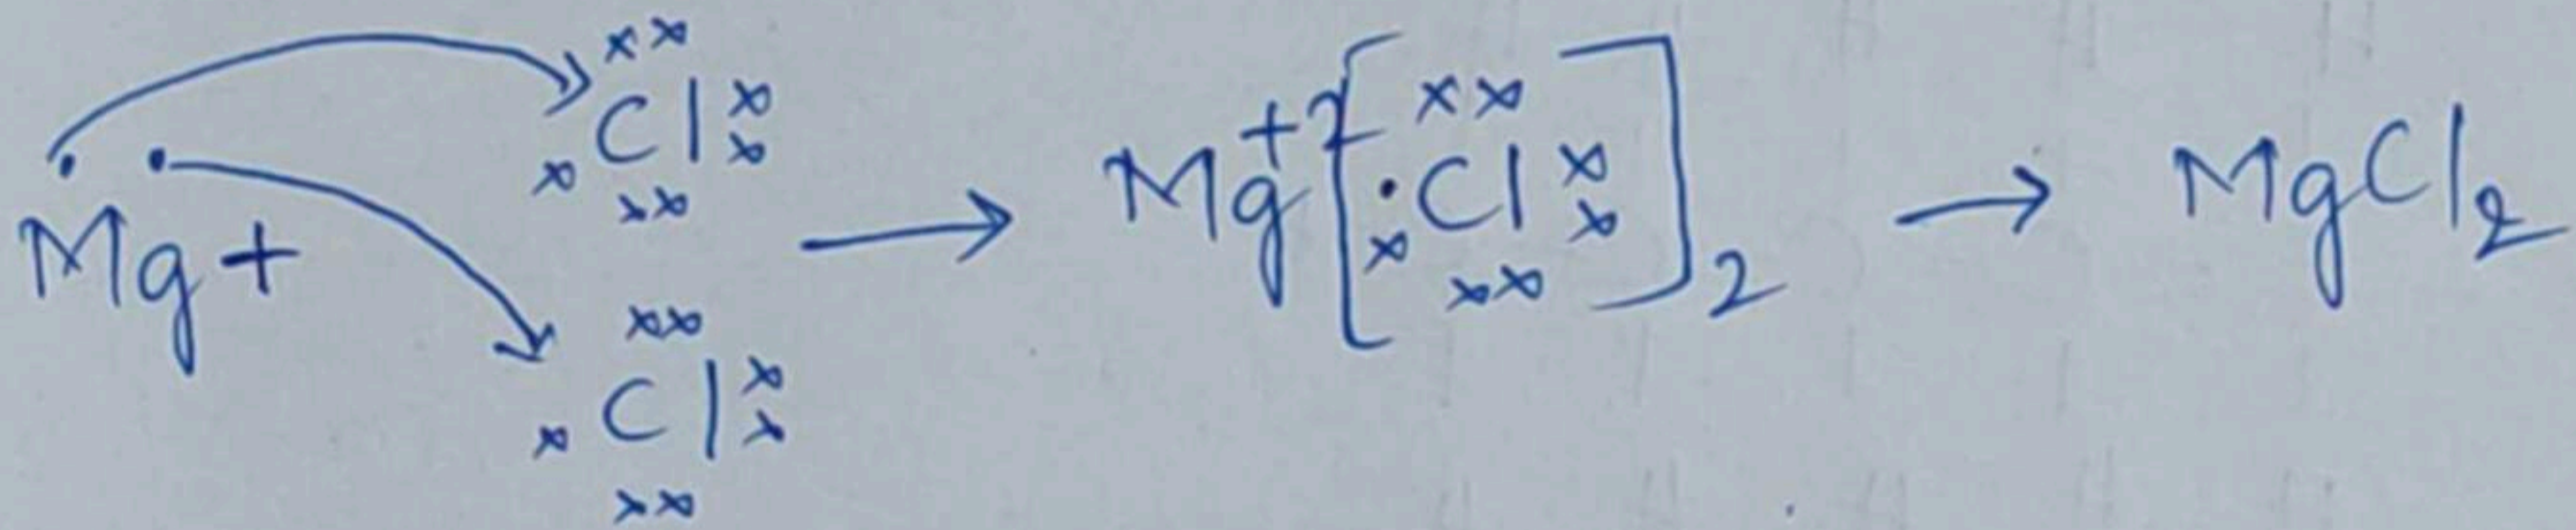 ×× 
• • × Cl ××
××
Mg + → Mg+2 [ ×× • × Cl ×× ×× ]2 → MgCl2
××
× Cl ××
××